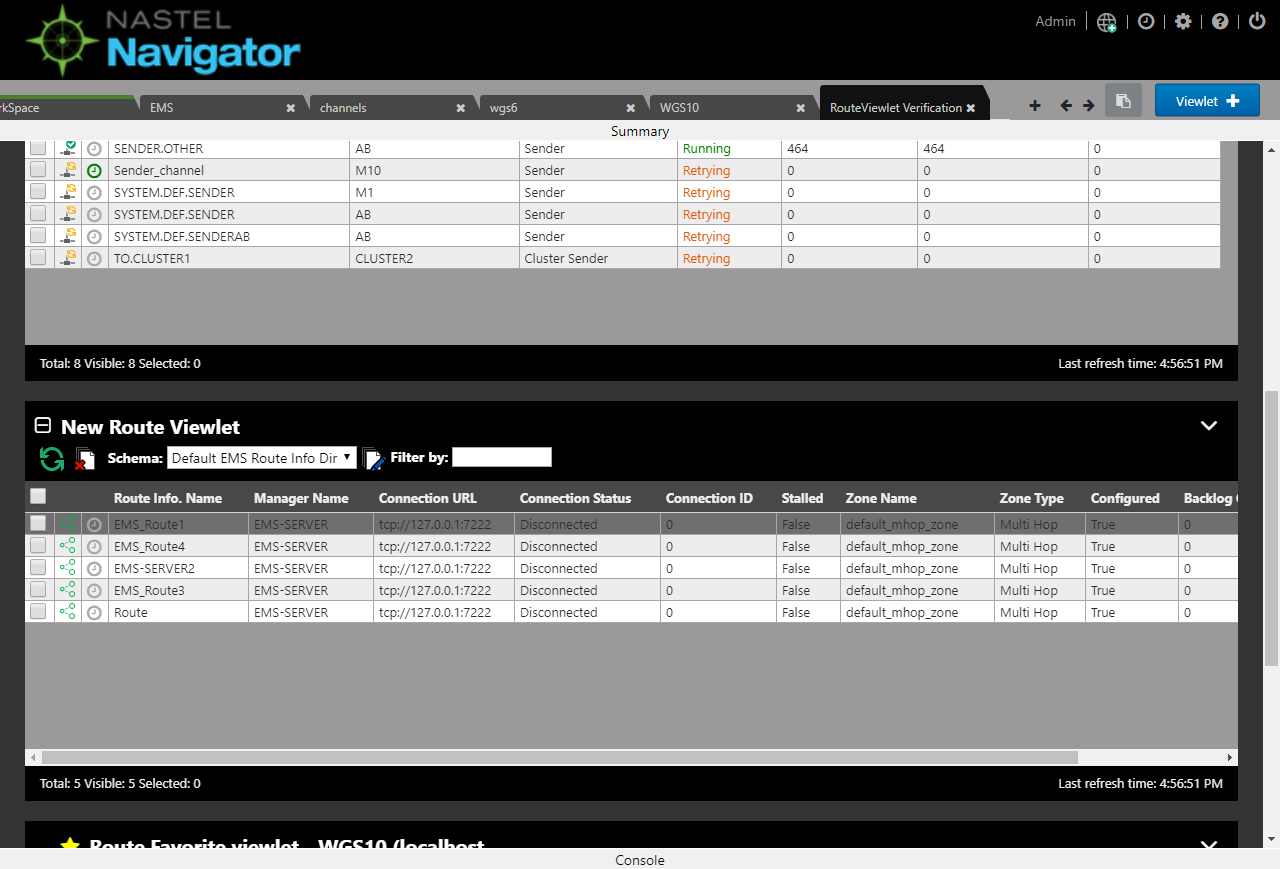 NASTEL
Navigator
Admin
rkSpace EMS channels wgs6 WGS10 RouteViewlet Verification Viewlet
Summary
SENDER.OTHER AB Sender Running 464 464 0
Sender_channel M10 Sender Retrying 0 0 0
SYSTEM.DEF.SENDER M1 Sender Retrying 0 0 0
SYSTEM.DEF.SENDER AB Sender Retrying 0 0 0
SYSTEM.DEF.SENDERAB AB Sender Retrying 0 0 0
TO.CLUSTER1 CLUSTER2 Cluster Sender Retrying 0 0 0
Total: 8 Visible: 8 Selected: 0 Last refresh time: 4:56:51 PM
New Route Viewlet
Schema: Default EMS Route Info Dir Filter by:
Route Info. Name Manager Name Connection URL Connection Status Connection ID Stalled Zone Name Zone Type Configured Backlog
EMS_Route1 EMS-SERVER tcp://127.0.0.1:7222 Disconnected 0 False default_mhop_zone Multi Hop True 0
EMS_Route4 EMS-SERVER tcp://127.0.0.1:7222 Disconnected 0 False default_mhop_zone Multi Hop True 0
EMS-SERVER2 EMS-SERVER tcp://127.0.0.1:7222 Disconnected 0 False default_mhop_zone Multi Hop True 0
EMS_Route3 EMS-SERVER tcp://127.0.0.1:7222 Disconnected 0 False default_mhop_zone Multi Hop True 0
Route EMS-SERVER tcp://127.0.0.1:7222 Disconnected 0 False default_mhop_zone Multi Hop True 0
Total: 5 Visible: 5 Selected: 0 Last refresh time: 4:56:51 PM
Route Favorite viewlet - WGS10 (localhost
Console